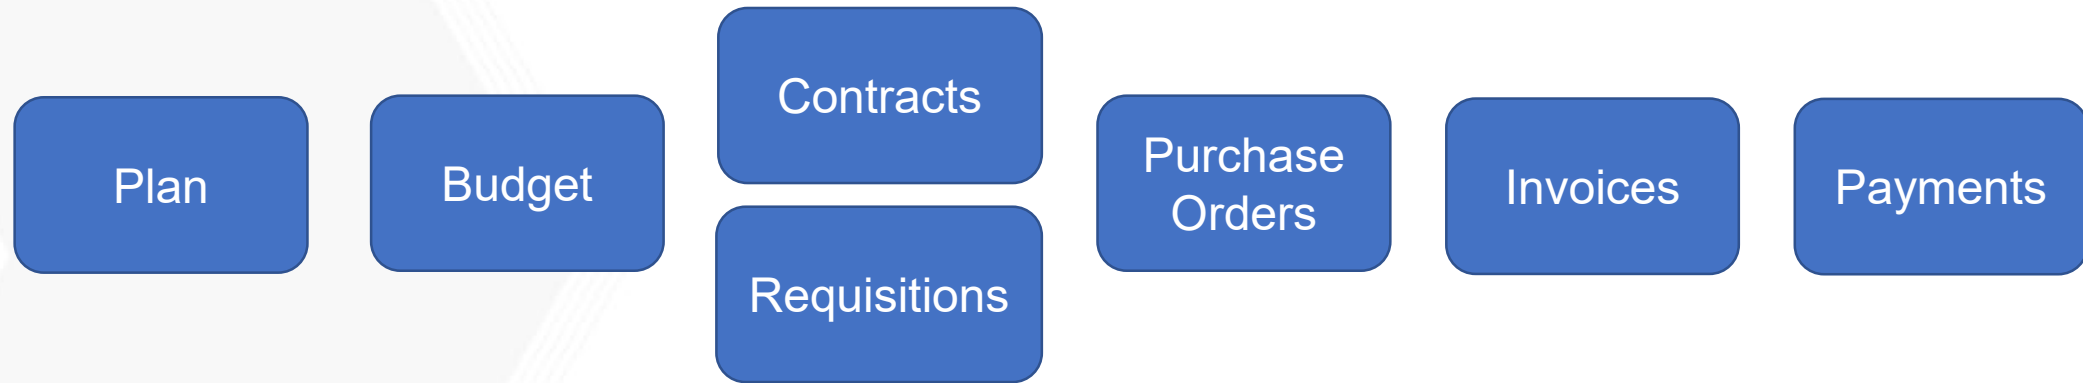 Plan
Budget
Contracts
Requisitions
Purchase
Orders
Invoices
Payments